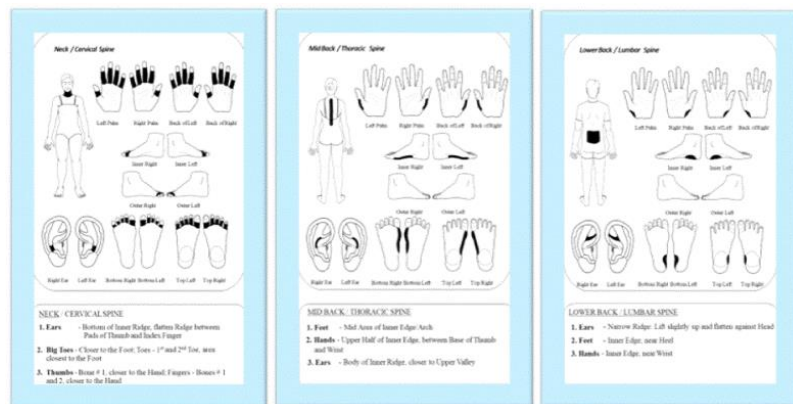 Neck / Cervical Spine
Left Palm Right Palm Back of Left Back of Right
Inner Right Inner Left
Outer Right Outer Left
Right Ear Left Ear Bottom Right Bottom Left Top Left Top Right
NECK / CERVICAL SPINE
1. Ears - Bottom of Inner Ridge, flatten Ridge between
Pads of Thumb and Index Finger
2. Big Toes - Closer to the Foot; Toes - 1st and 2nd Toe, area
closest to the Foot
3. Thumbs - Bone # 1, closer to the Hand; Fingers - Bones # 1
and 2, closer to the Hand
Mid Back / Thoracic Spine
Left Palm Right Palm Back of Left Back of Right
Inner Right Inner Left
Outer Right Outer Left
Right Ear Left Ear Bottom Right Bottom Left Top Left Top Right
MID BACK / THORACIC SPINE
1. Feet - Mid Area of Inner Edge/Arch
2. Hands - Upper Half of Inner Edge, between Base of Thumb
and Wrist
3. Ears - Body of Inner Ridge, closer to Upper Valley
Lower Back / Lumbar Spine
Left Palm Right Palm Back of Left Back of Right
Inner Right Inner Left
Outer Right Outer Left
Right Ear Left Ear Bottom Right Bottom Left Top Left Top Right
LOWER BACK / LUMBAR SPINE
1. Ears - Narrow Ridge: Lift slightly up and flatten against Head
2. Feet - Inner Edge, near Heel
3. Hands - Inner Edge, near Wrist